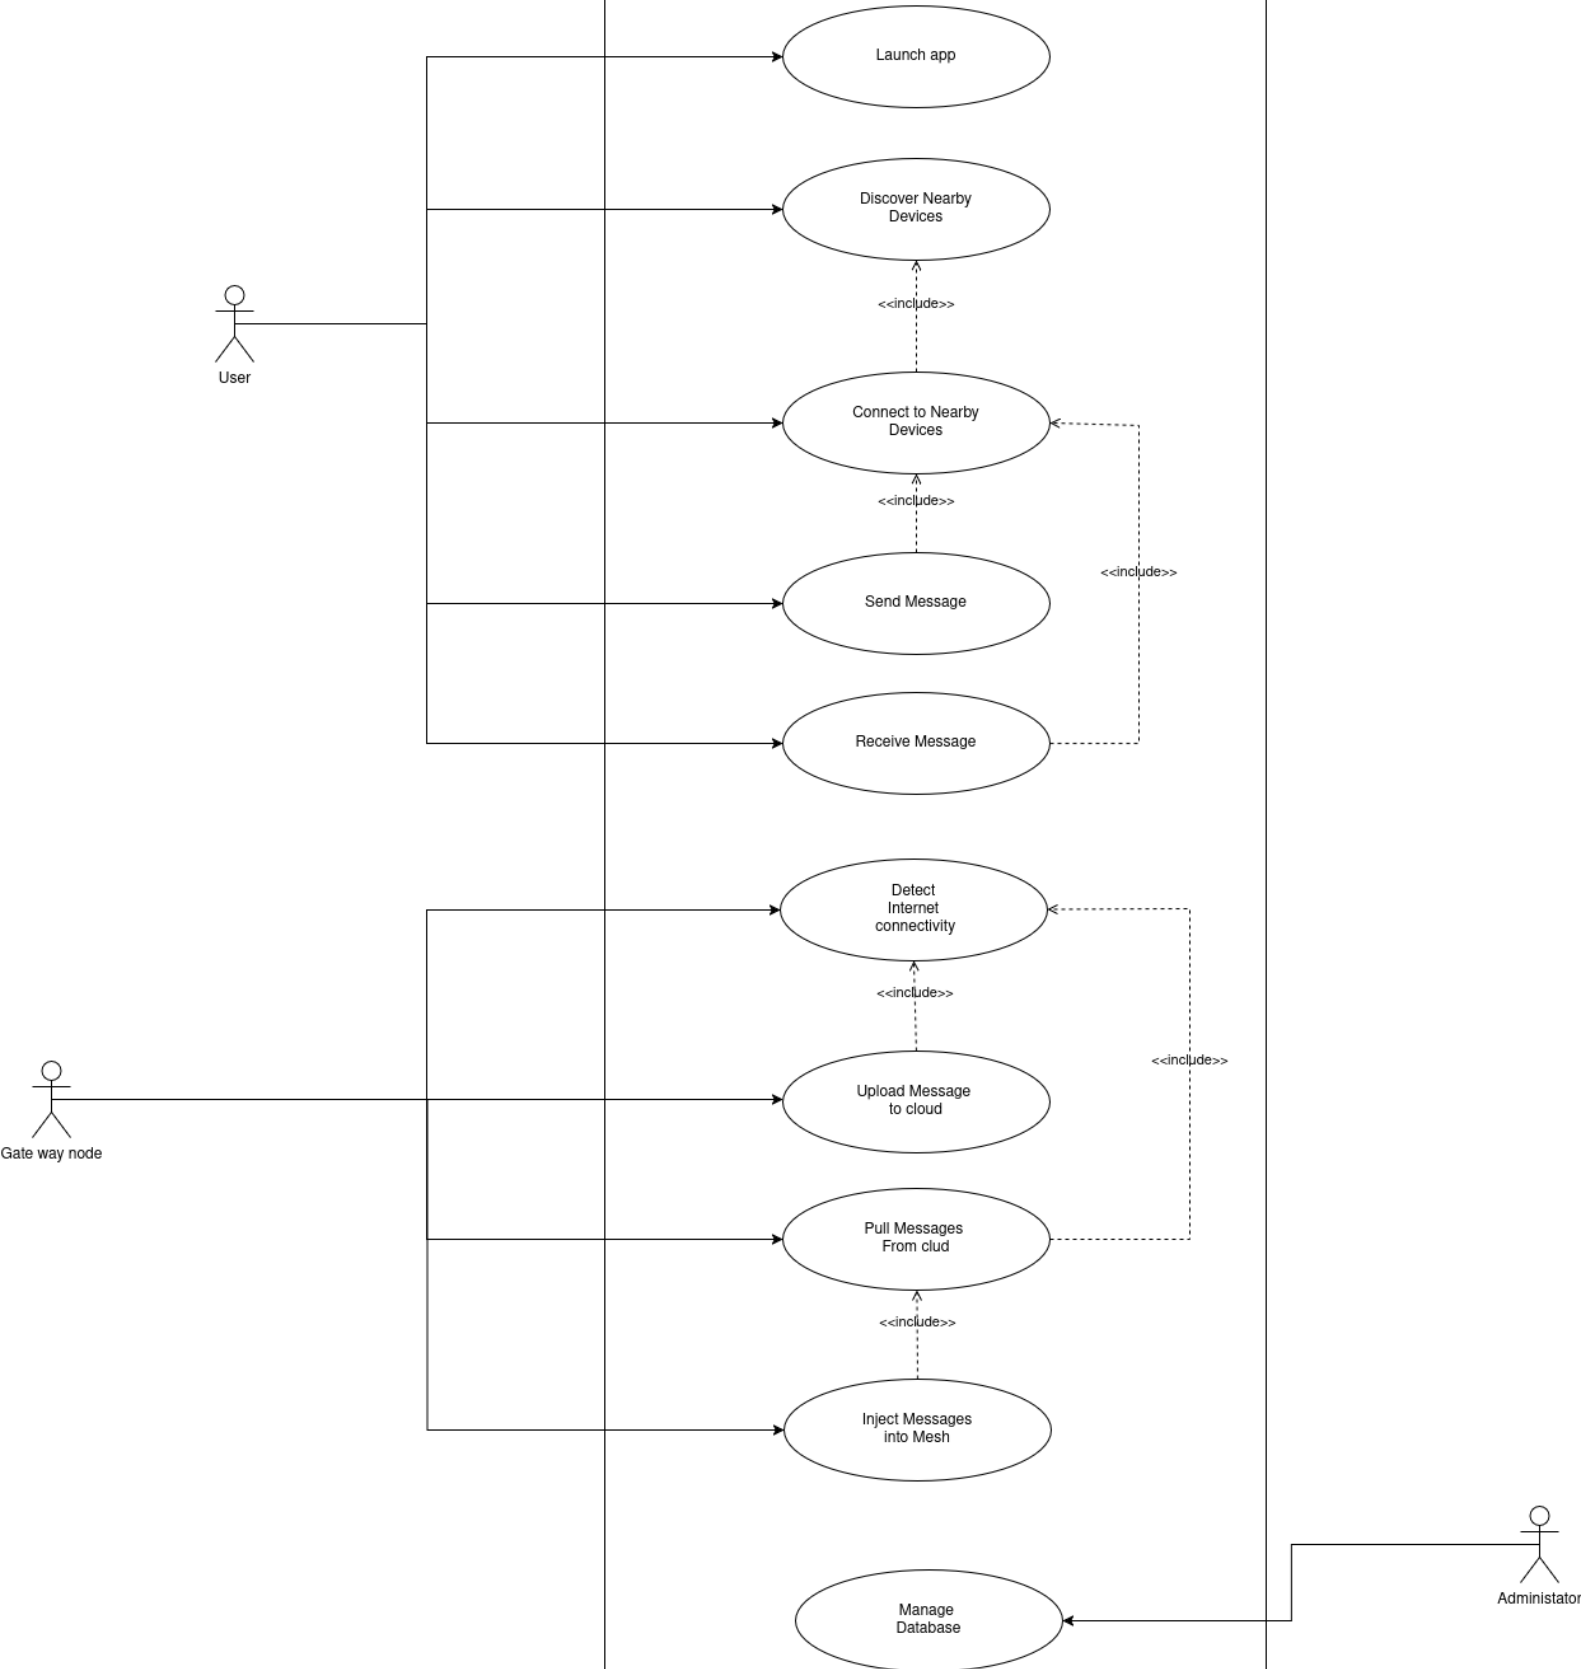 Launch app
Discover Nearby
Devices
<<include>>
User
Connect to Nearby
Devices
<<include>>
<<include>>
Send Message
Receive Message
Detect
Internet
connectivity
<<include>>
<<include>>
Upload Message
to cloud
Gate way node
Pull Messages
From clud
<<include>>
Inject Messages
into Mesh
Administator
Manage
Database